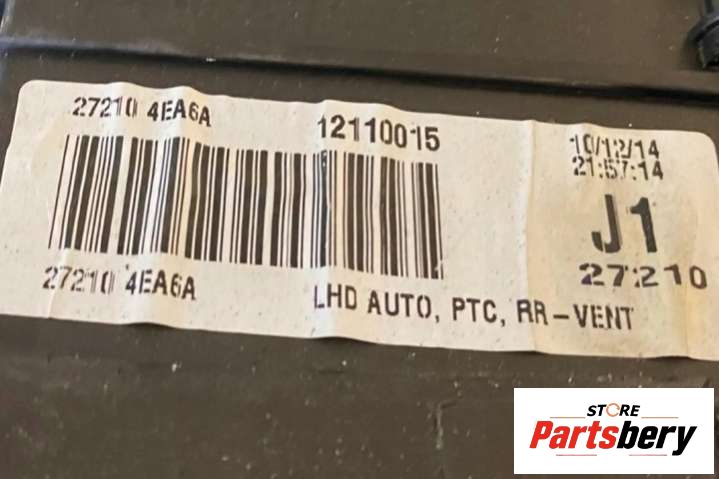 27210 4EA6A
12110015
10/12/14
21:57:14
J1
27210
27210 4EA6A
LHD AUTO, PTC, RR-VENT
STORE
Partsbery